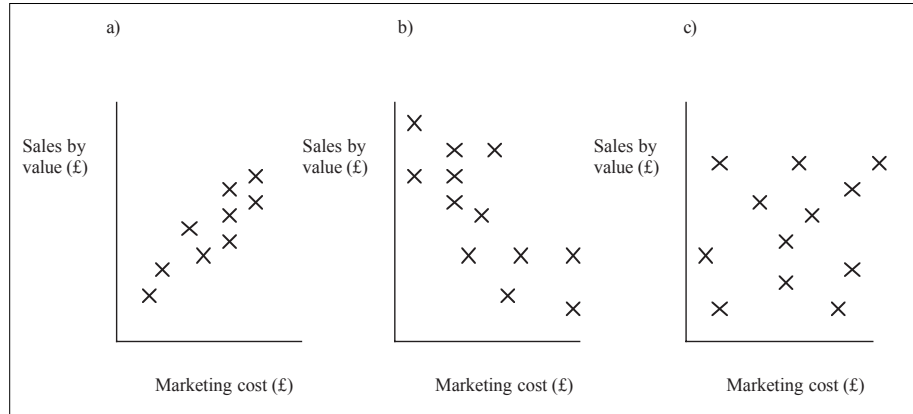 a)
b)
c)
Sales by
value (£)
Sales by
value (£)
Sales by
value (£)
Marketing cost (£)
Marketing cost (£)
Marketing cost (£)